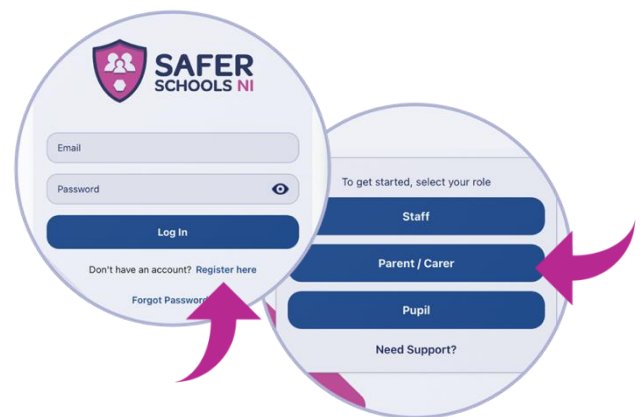 SAFER
SCHOOLS NI
Email
Password
Log In
Don't have an account? Register here
Forgot Password
To get started, select your role
Staff
Parent / Carer
Pupil
Need Support?